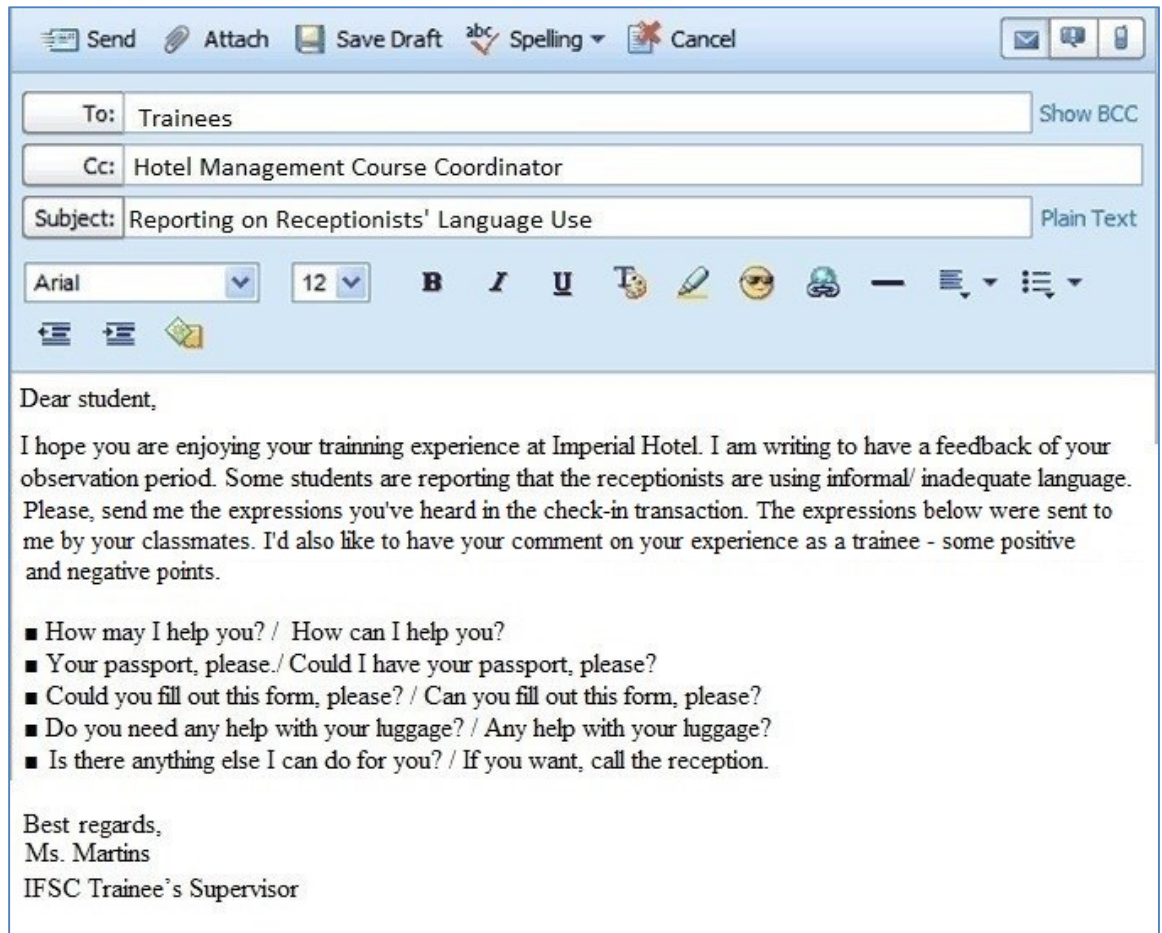 Send Attach Save Draft abc Spelling Cancel
To: Trainees Show BCC
Cc: Hotel Management Course Coordinator
Subject: Reporting on Receptionists' Language Use Plain Text
Arial 12 B I U T
Dear student,
I hope you are enjoying your trainning experience at Imperial Hotel. I am writing to have a feedback of your
observation period. Some students are reporting that the receptionists are using informal/ inadequate language.
Please, send me the expressions you've heard in the check-in transaction. The expressions below were sent to
me by your classmates. I'd also like to have your comment on your experience as a trainee - some positive
and negative points.
■ How may I help you? / How can I help you?
■ Your passport, please./ Could I have your passport, please?
■ Could you fill out this form, please? / Can you fill out this form, please?
■ Do you need any help with your luggage? / Any help with your luggage?
■ Is there anything else I can do for you? / If you want, call the reception.
Best regards,
Ms. Martins
IFSC Trainee’s Supervisor